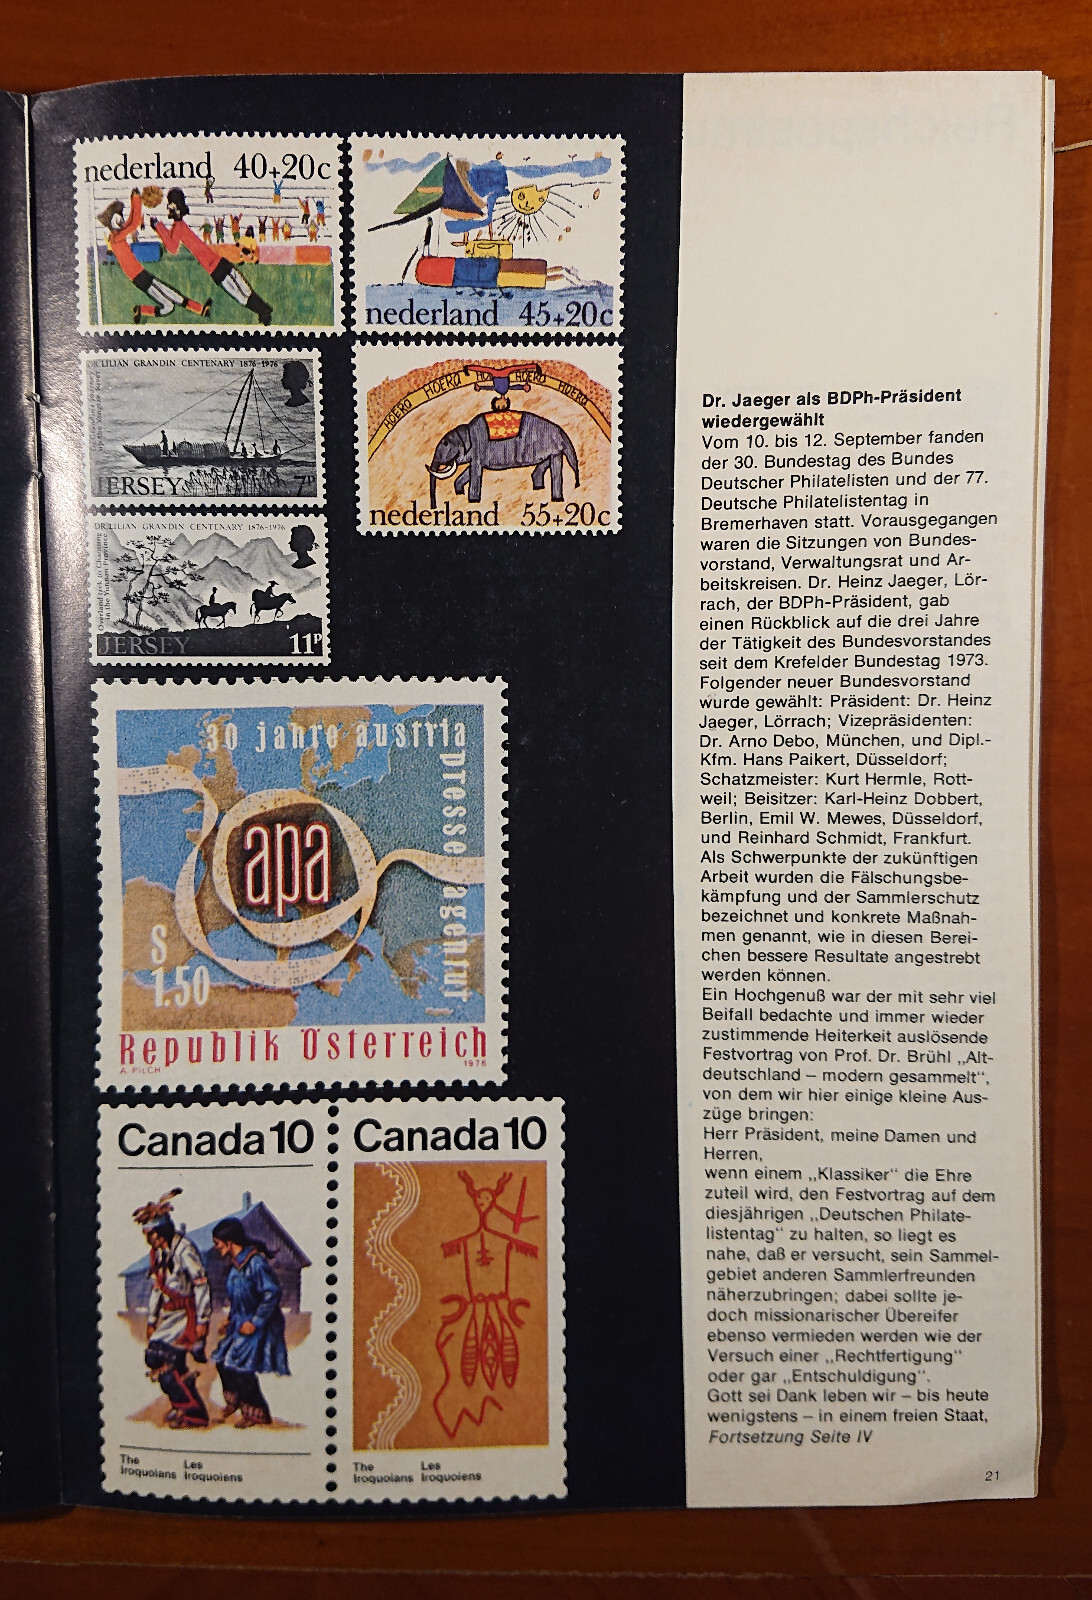 nederland 40+20c
nederland 45+20c
DR LILIAN GRANDIN CENTENARY 1876-1976
JERSEY 7P
HOERA HOERA HOERA HOERA
nederland 55+20c
DR LILIAN GRANDIN CENTENARY 1876-1976
Overland trek to Chaotung
in the Yunnan Province
JERSEY 11P
30 jahre austria
presse agentur
apa
S
1.50
Republik Österreich
A. PILCH 1976
Canada 10
The Les
Iroquoians Iroquoiens
Canada 10
The Les
Iroquoians Iroquoiens
Dr. Jaeger als BDPh-Präsident
wiedergewählt
Vom 10. bis 12. September fanden
der 30. Bundestag des Bundes
Deutscher Philatelisten und der 77.
Deutsche Philatelistentag in
Bremerhaven statt. Vorausgegangen
waren die Sitzungen von Bundes-
vorstand, Verwaltungsrat und Ar-
beitskreisen. Dr. Heinz Jaeger, Lör-
rach, der BDPh-Präsident, gab
einen Rückblick auf die drei Jahre
der Tätigkeit des Bundesvorstandes
seit dem Krefelder Bundestag 1973.
Folgender neuer Bundesvorstand
wurde gewählt: Präsident: Dr. Heinz
Jaeger, Lörrach; Vizepräsidenten:
Dr. Arno Debo, München, und Dipl.-
Kfm. Hans Paikert, Düsseldorf;
Schatzmeister: Kurt Hermle, Rott-
weil; Beisitzer: Karl-Heinz Dobbert,
Berlin, Emil W. Mewes, Düsseldorf,
und Reinhard Schmidt, Frankfurt.
Als Schwerpunkte der zukünftigen
Arbeit wurden die Fälschungsbe-
kämpfung und der Sammlerschutz
bezeichnet und konkrete Maßnah-
men genannt, wie in diesen Berei-
chen bessere Resultate angestrebt
werden können.
Ein Hochgenuß war der mit sehr viel
Beifall bedachte und immer wieder
zustimmende Heiterkeit auslösende
Festvortrag von Prof. Dr. Brühl „Alt-
deutschland – modern gesammelt“,
von dem wir hier einige kleine Aus-
züge bringen:
Herr Präsident, meine Damen und
Herren,
wenn einem „Klassiker“ die Ehre
zuteil wird, den Festvortrag auf dem
diesjährigen „Deutschen Philate-
listentag“ zu halten, so liegt es
nahe, daß er versucht, sein Sammel-
gebiet anderen Sammlerfreunden
näherzubringen; dabei sollte je-
doch missionarischer Übereifer
ebenso vermieden werden wie der
Versuch einer „Rechtfertigung“
oder gar „Entschuldigung“.
Gott sei Dank leben wir – bis heute
wenigstens – in einem freien Staat,
Fortsetzung Seite IV
21